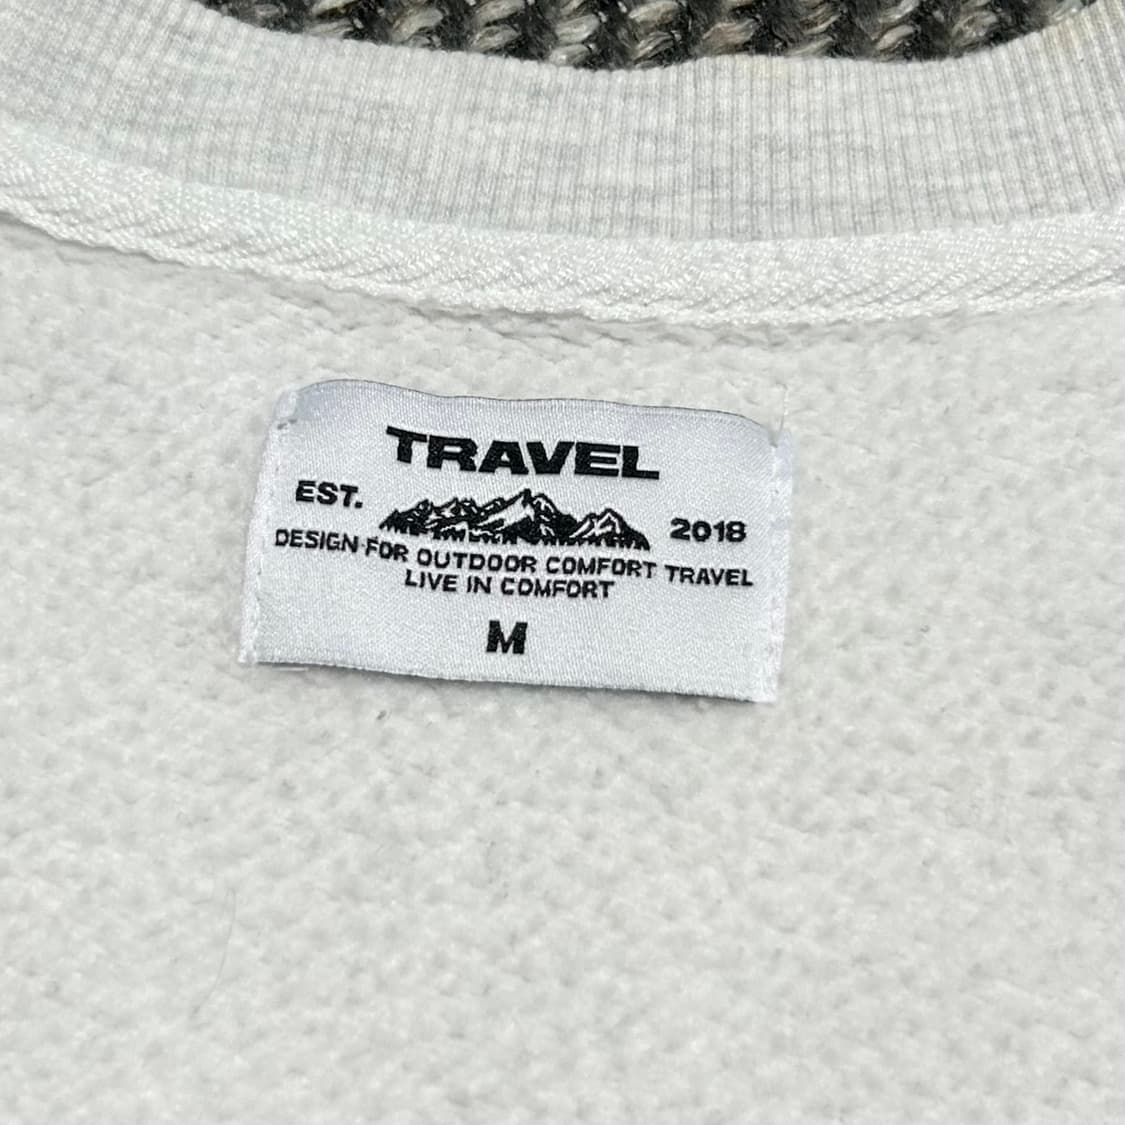 TRAVEL
EST. 2018
DESIGN FOR OUTDOOR COMFORT TRAVEL
LIVE IN COMFORT
M